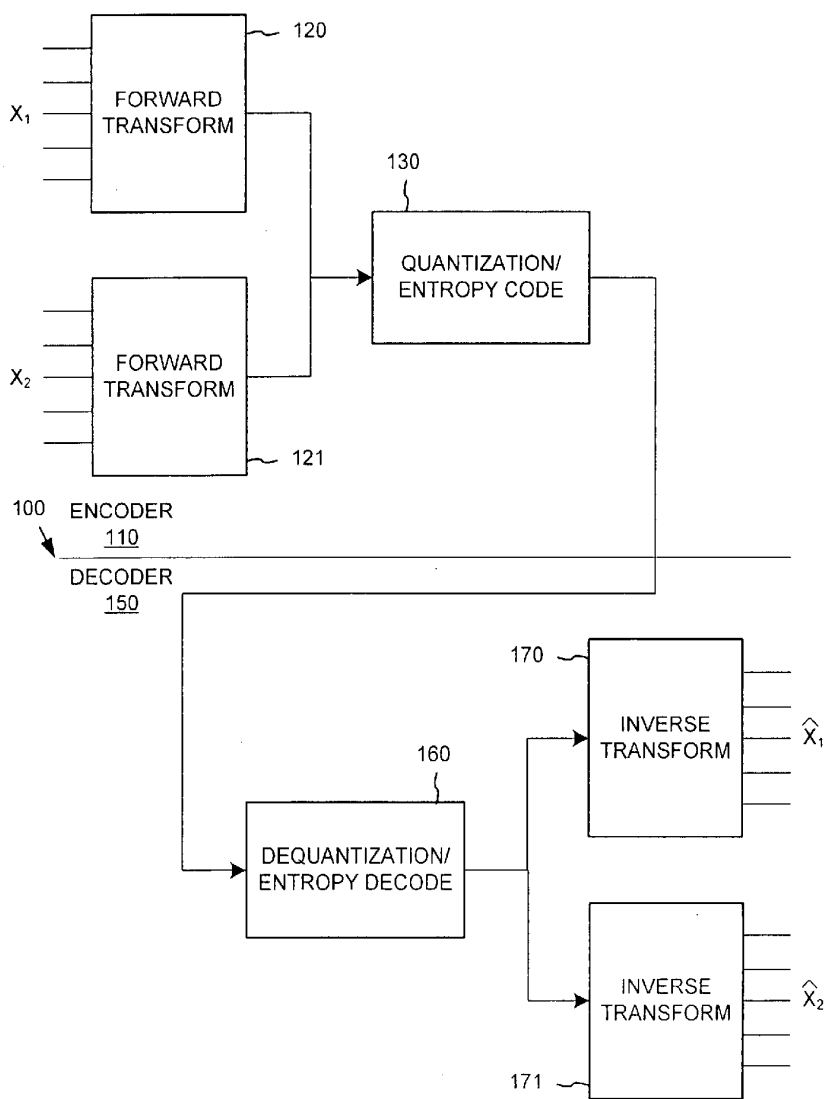 120
FORWARD
TRANSFORM
X₁
130
QUANTIZATION/
ENTROPY CODE
FORWARD
TRANSFORM
X₂
121
100
ENCODER
110
DECODER
150
170
INVERSE
TRANSFORM
X̂₁
160
DEQUANTIZATION/
ENTROPY DECODE
INVERSE
TRANSFORM
X̂₂
171